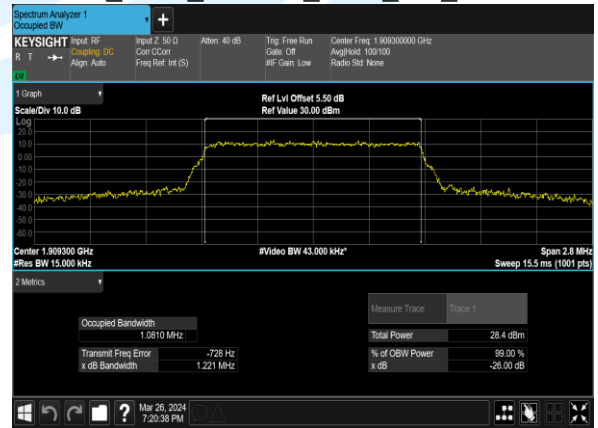 Spectrum Analyzer 1
Occupied BW
+
KEYSIGHT Input: RF Input Z: 50 Ω Atten: 40 dB Trig: Free Run Center Freq: 1.909300000 GHz
R T Coupling: DC Corr CCorr Gate: Off Avg|Hold: 100/100
Align: Auto Freq Ref: Int (S) #IF Gain: Low Radio Std: None
LXI
1 Graph
Ref Lvl Offset 5.50 dB
Scale/Div 10.0 dB Ref Value 30.00 dBm
Log
20.0
10.0
0.00
-10.0
-20.0
-30.0
-40.0
-50.0
-60.0
Center 1.909300 GHz #Video BW 43.000 kHz* Span 2.8 MHz
#Res BW 15.000 kHz Sweep 15.5 ms (1001 pts)
2 Metrics
Measure Trace Trace 1
Occupied Bandwidth
1.0810 MHz
Total Power 28.4 dBm
Transmit Freq Error -728 Hz % of OBW Power 99.00 %
x dB Bandwidth 1.221 MHz x dB -26.00 dB
? Mar 26, 2024
7:20:38 PM